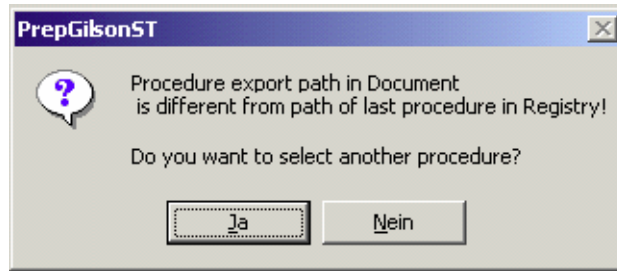 PrepGilsonST
Procedure export path in Document
is different from path of last procedure in Registry!
Do you want to select another procedure?
Ja
Nein